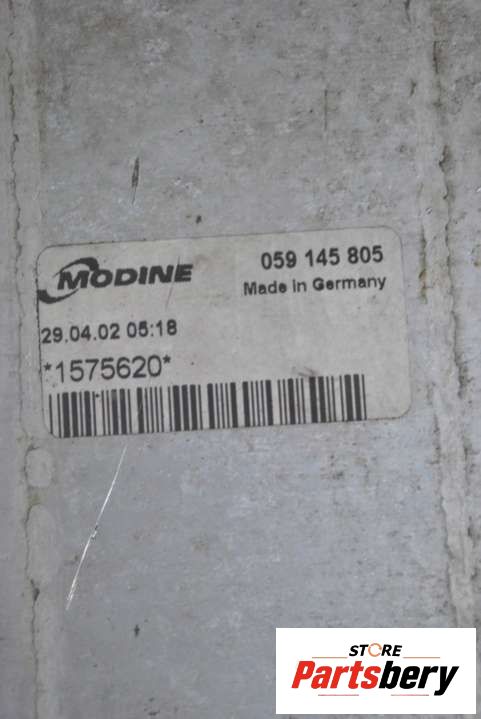 MODINE
059 145 805
Made in Germany
29.04.02 05:18
*1575620*
STORE
Partsbery